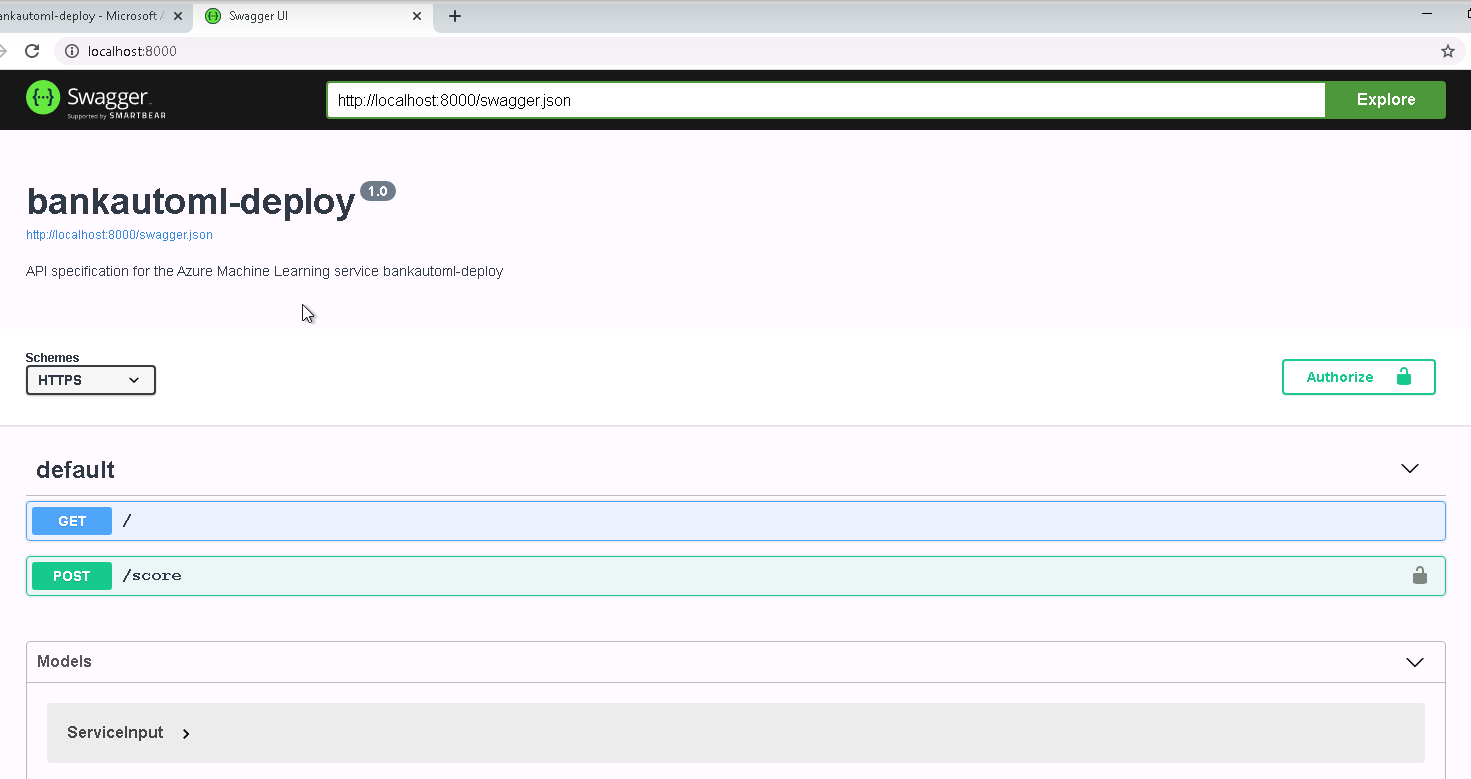 ankautoml-deploy - Microsoft A
Swagger UI
localhost:8000
Swagger
Supported by SMARTBEAR
http://localhost:8000/swagger.json
Explore
bankautoml-deploy 1.0
http://localhost:8000/swagger.json
API specification for the Azure Machine Learning service bankautoml-deploy
Schemes
HTTPS
Authorize
default
GET /
POST /score
Models
ServiceInput